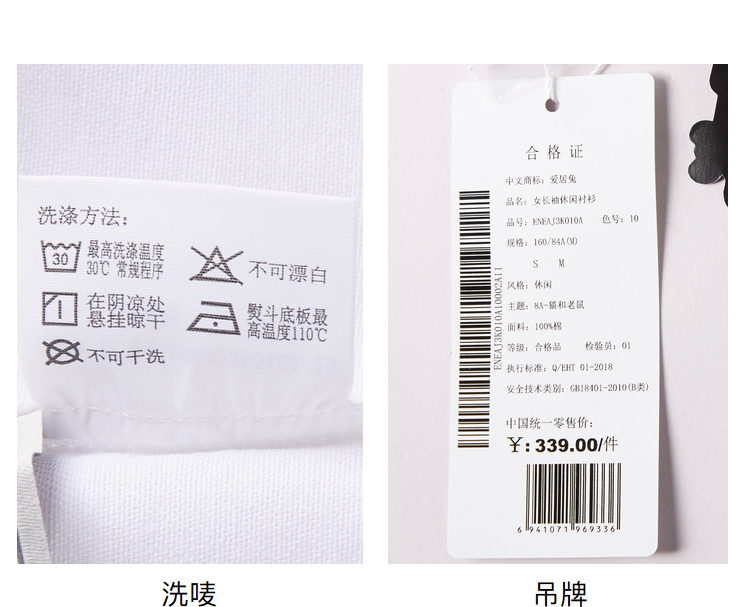 洗涤方法:
30
最高洗涤温度
30℃ 常规程序
不可漂白
在阴凉处
悬挂晾干
熨斗底板最
高温度110℃
不可干洗
合格证
中文商标: 爱居兔
品名: 女长袖休闲衬衫
品号: ENEAJ3K010A 色号: 10
规格: 160/84A(M)
S M
风格: 休闲
主题: 8A-猫和老鼠
面料: 100%棉
等级: 合格品 检验员: 01
执行标准: Q/EHT 01-2018
安全技术类别: GB18401-2010(B类)
中国统一零售价:
¥: 339.00/件
ENEAJ3K010A10002A11
6 941071 969336
洗唛
吊牌